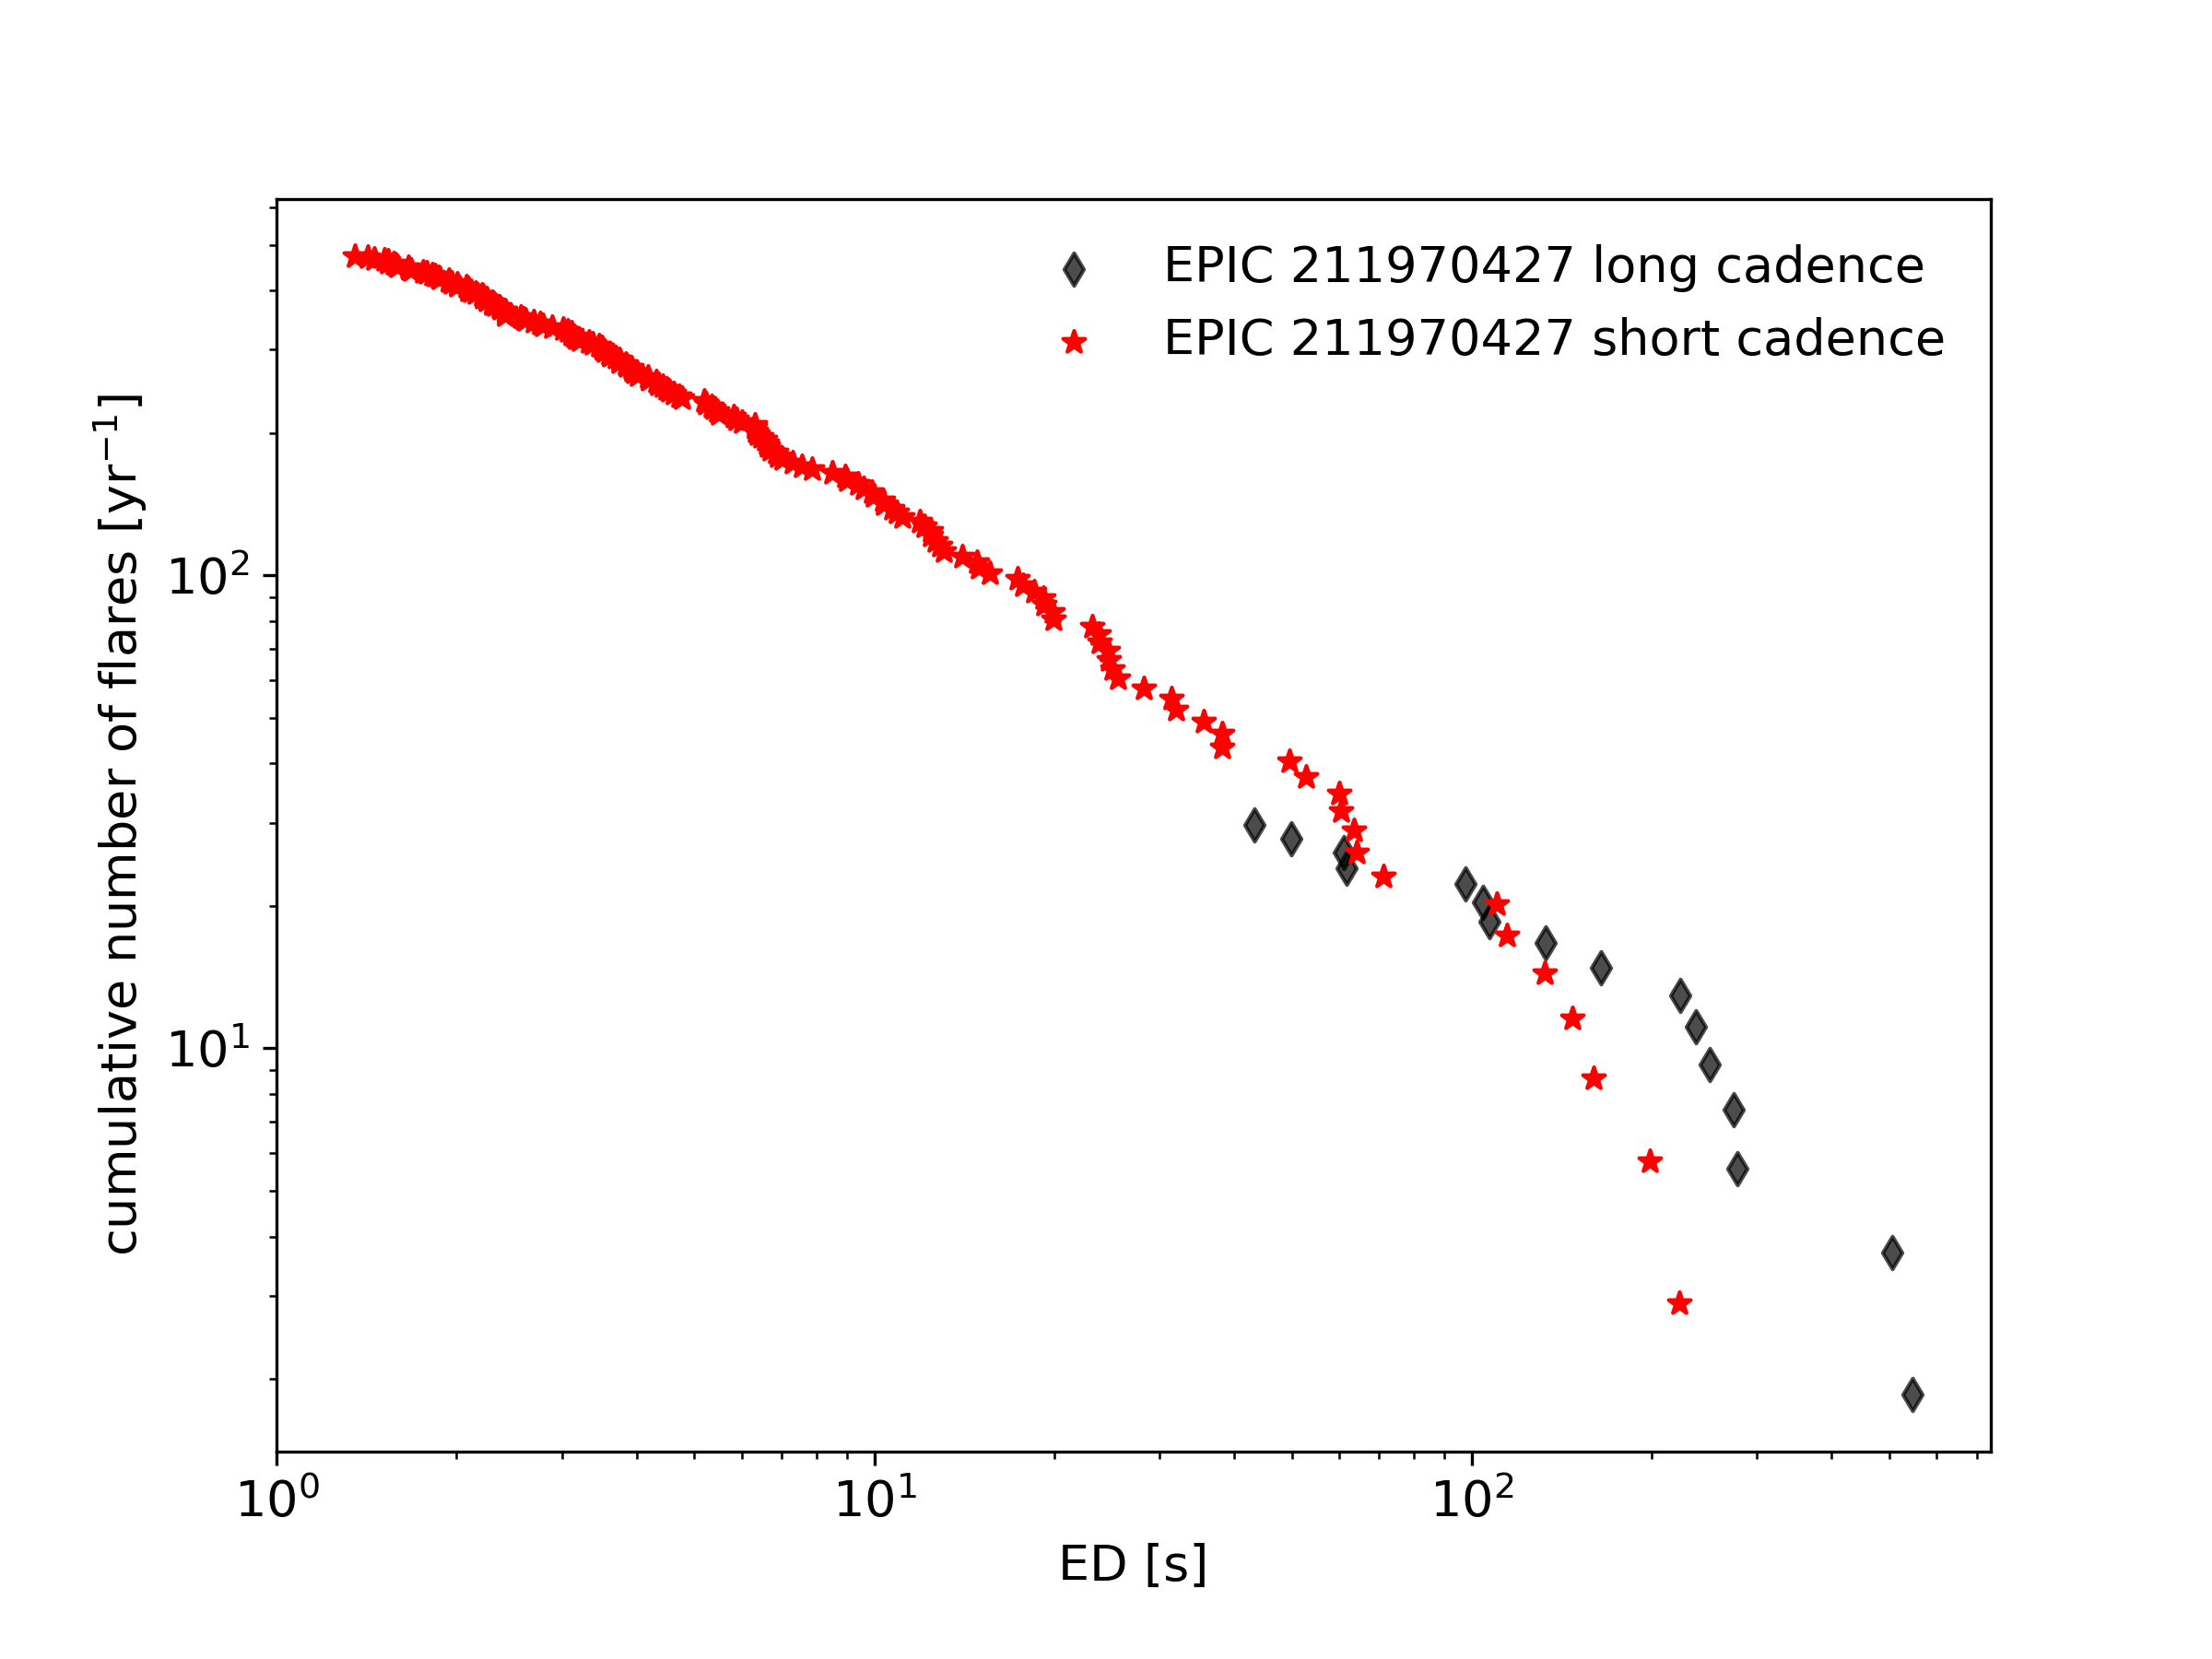 EPIC 211970427 long cadence
EPIC 211970427 short cadence
cumulative number of flares [yr⁻¹]
10²
10¹
10⁰ 10¹ 10²
ED [s]